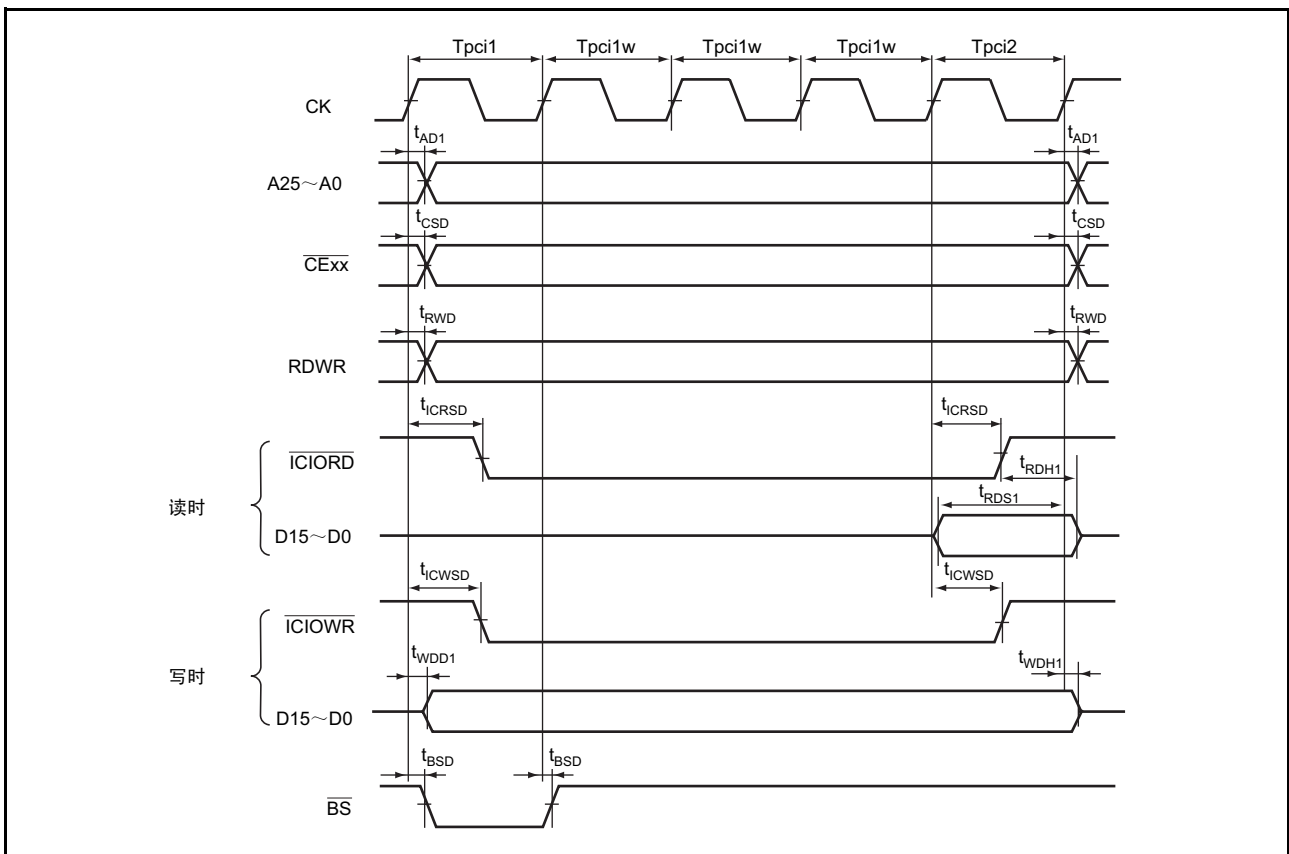 Tpci1 Tpci1w Tpci1w Tpci1w Tpci2
CK
tAD1 tAD1
A25～A0
tCSD tCSD
CExx
tRWD tRWD
RDWR
tICRSD tICRSD
ICIORD
tRDH1
读时
tRDS1
D15～D0
tICWSD tICWSD
ICIOWR
tWDD1 tWDH1
写时
D15～D0
tBSD tBSD
BS